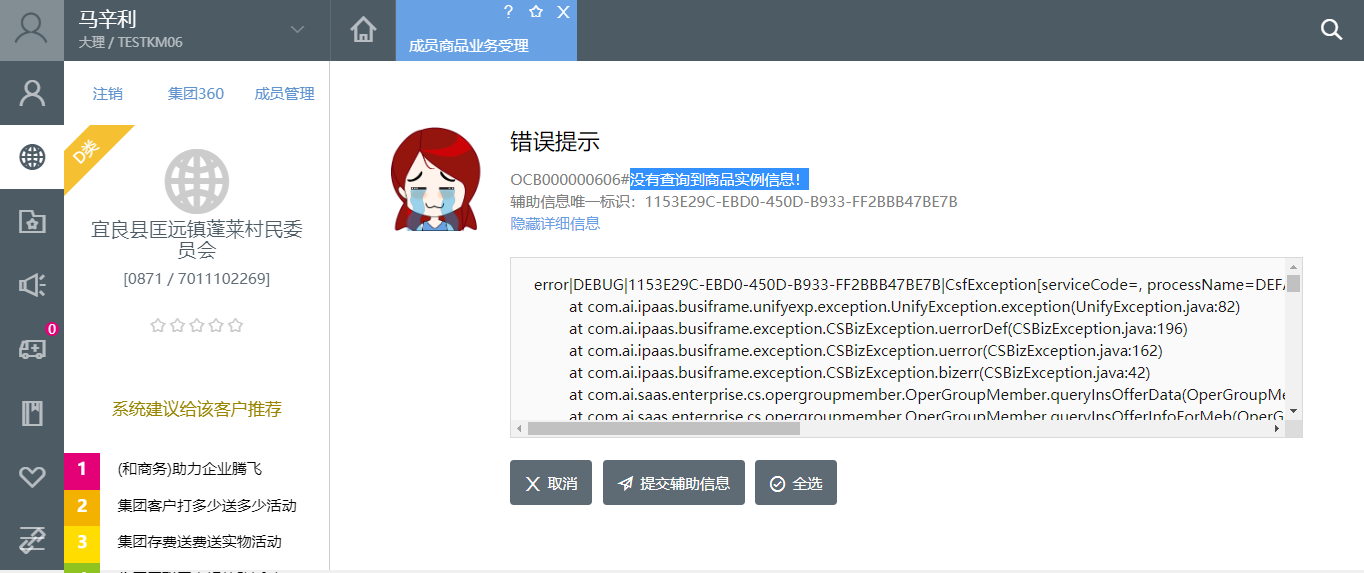 马辛利
大理 / TESTKM06
? X
成员商品业务受理
注销 集团360 成员管理
D类
宜良县匡远镇蓬莱村民委
员会
[0871 / 7011102269]
0
系统建议给该客户推荐
1 (和商务)助力企业腾飞
2 集团客户打多少送多少活动
3 集团存费送费送实物活动
错误提示
OCB000000606#没有查询到商品实例信息！
辅助信息唯一标识：1153E29C-EBD0-450D-B933-FF2BBB47BE7B
隐藏详细信息
error|DEBUG|1153E29C-EBD0-450D-B933-FF2BBB47BE7B|CsfException[serviceCode=, processName=DEFA
at com.ai.ipaas.busiframe.unifyexp.exception.UnifyException.exception(UnifyException.java:82)
at com.ai.ipaas.busiframe.exception.CSBizException.uerrorDef(CSBizException.java:196)
at com.ai.ipaas.busiframe.exception.CSBizException.uerror(CSBizException.java:162)
at com.ai.ipaas.busiframe.exception.CSBizException.bizerr(CSBizException.java:42)
at com.ai.saas.enterprise.cs.opergroupmember.OperGroupMember.queryInsOfferData(OperGroupMe
at com.ai.saas.enterprise.cs.opergroupmember.OperGroupMember.queryInsOfferInfoForMeb(OperG
X 取消 提交辅助信息 全选